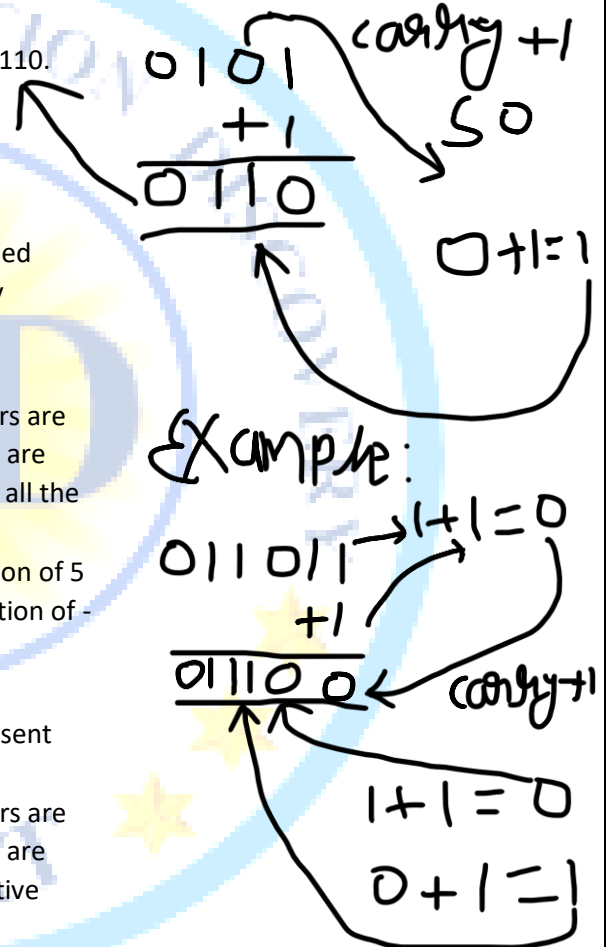 110.
0101
+1
0110
carry +1
so
0+1=1
ed
y
rs are
are
all the
on of 5
tion of -
Example:
011011
+1
01110 0
1+1=0
carry+1
1+1=0
0+1=1
sent
rs are
are
tive